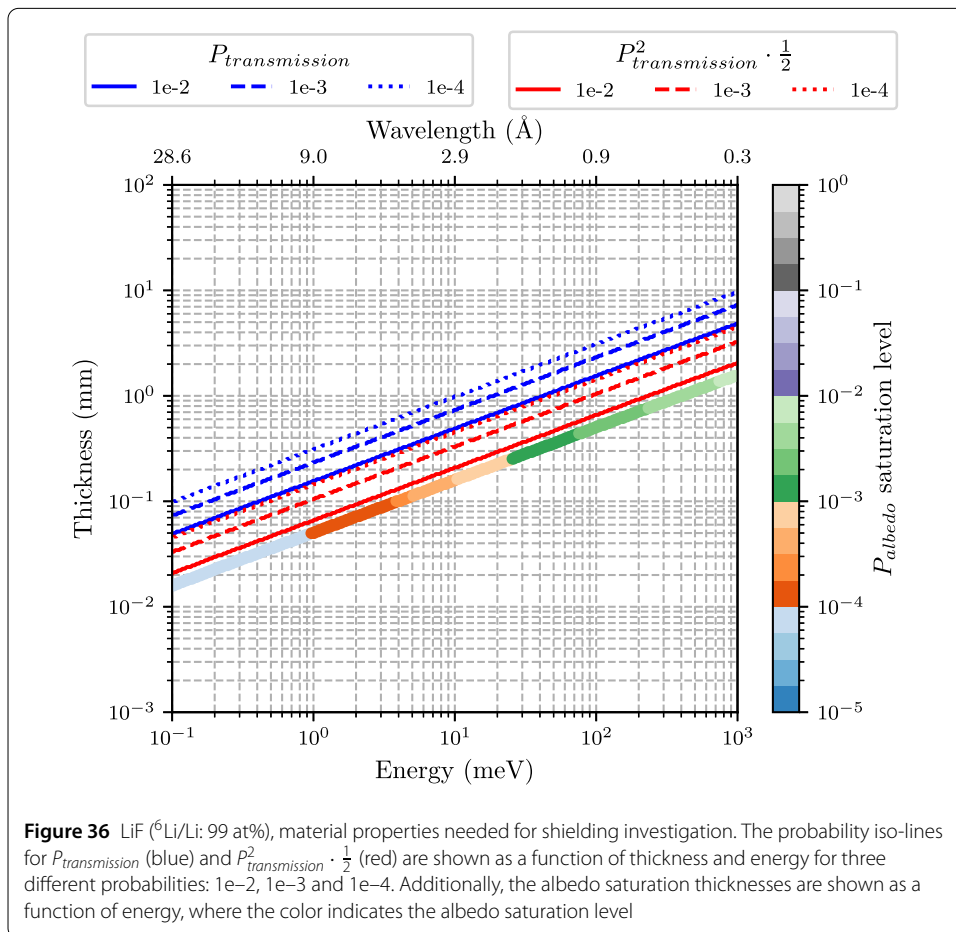 P_transmission
1e-2 1e-3 1e-4
P²_transmission · ½
1e-2 1e-3 1e-4
Wavelength (Å)
28.6 9.0 2.9 0.9 0.3
10²
10¹
10⁰
10⁻¹
10⁻²
10⁻³
Thickness (mm)
10⁻¹ 10⁰ 10¹ 10² 10³
Energy (meV)
10⁰
10⁻¹
10⁻²
10⁻³
10⁻⁴
10⁻⁵
P_albedo saturation level
Figure 36 LiF (⁶Li/Li: 99 at%), material properties needed for shielding investigation. The probability iso-lines
for P_transmission (blue) and P²_transmission · ½ (red) are shown as a function of thickness and energy for three
different probabilities: 1e–2, 1e–3 and 1e–4. Additionally, the albedo saturation thicknesses are shown as a
function of energy, where the color indicates the albedo saturation level